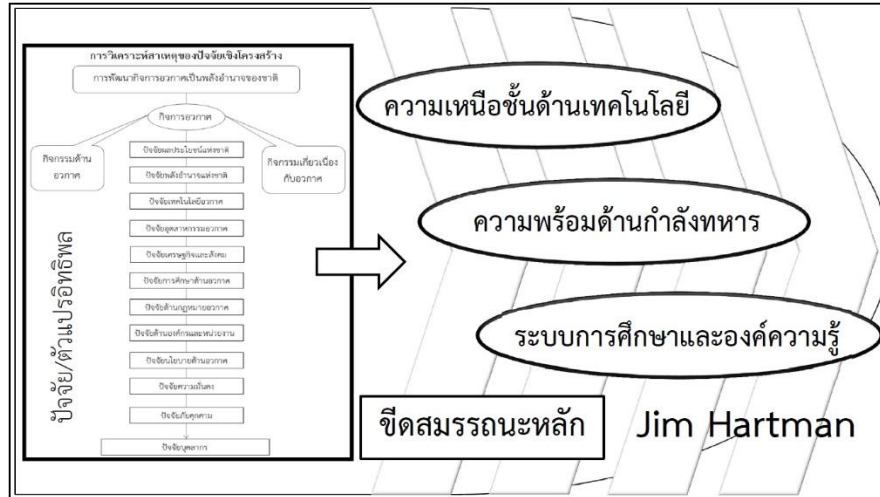 การวิเคราะห์สาเหตุของปัจจัยเชิงโครงสร้าง
การพัฒนากิจการอวกาศเป็นพลังอำนาจของชาติ
กิจการอวกาศ
กิจกรรมด้าน
อวกาศ
กิจกรรมเกี่ยวเนื่อง
กับอวกาศ
ปัจจัยผลประโยชน์แห่งชาติ
ปัจจัยพลังอำนาจแห่งชาติ
ปัจจัยเทคโนโลยีอวกาศ
ปัจจัยอุตสาหกรรมอวกาศ
ปัจจัยเศรษฐกิจและสังคม
ปัจจัยการศึกษาด้านอวกาศ
ปัจจัยด้านกฎหมายอวกาศ
ปัจจัยด้านองค์กรและหน่วยงาน
ปัจจัยนโยบายด้านอวกาศ
ปัจจัยความมั่นคง
ปัจจัยภัยคุกคาม
ปัจจัยบุคลากร
ปัจจัย/ตัวแปรอิทธิพล
ความเหนือชั้นด้านเทคโนโลยี
ความพร้อมด้านกำลังทหาร
ระบบการศึกษาและองค์ความรู้
ขีดสมรรถนะหลัก
Jim Hartman